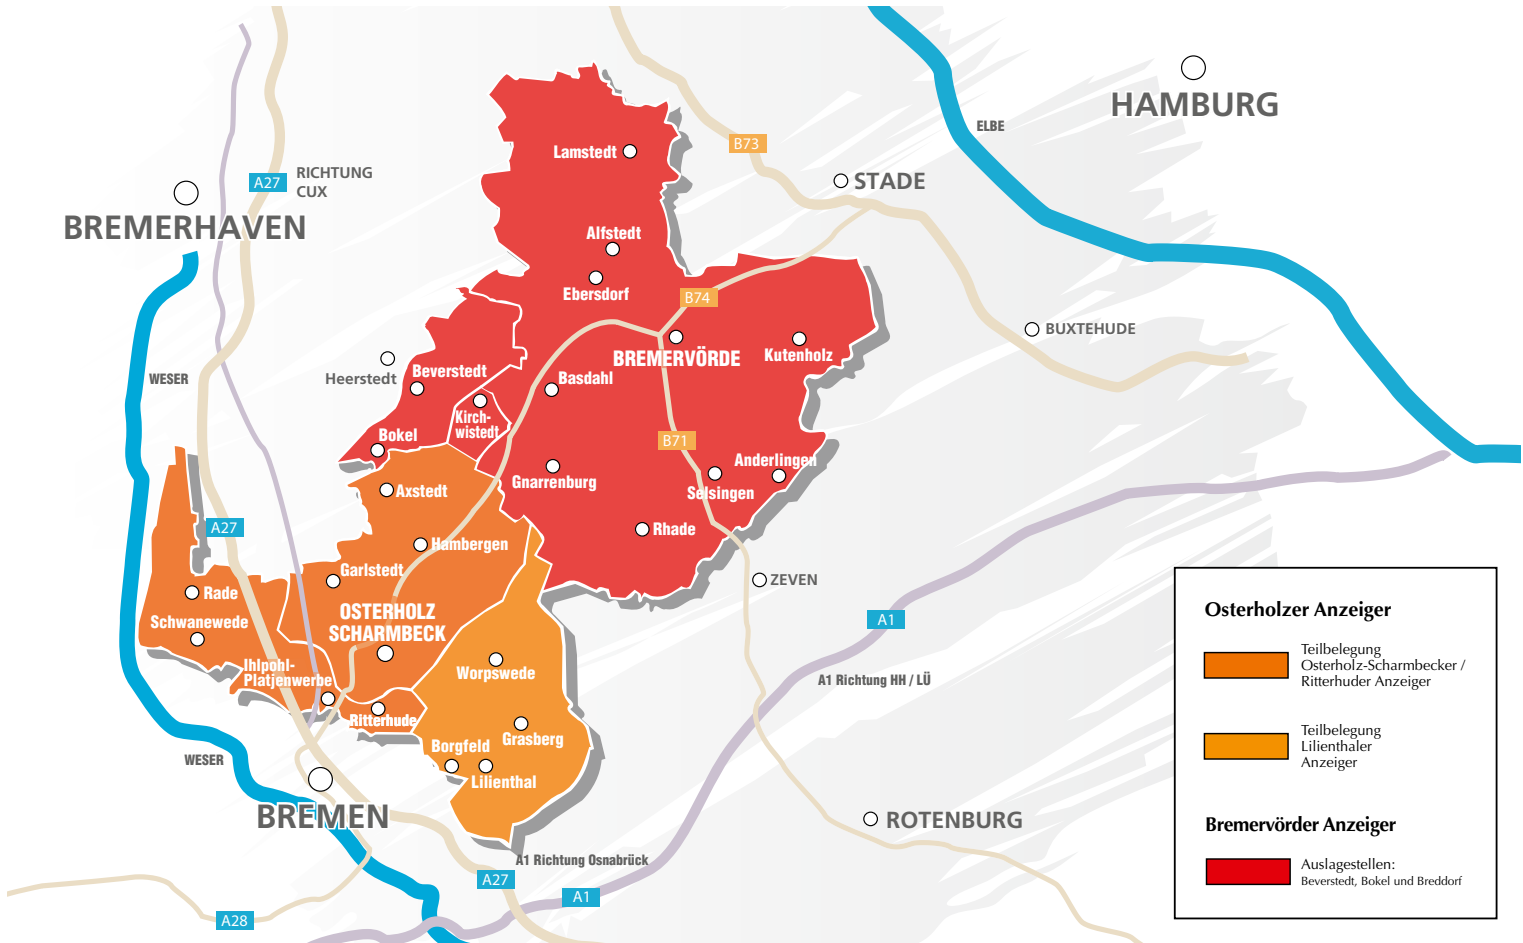 HAMBURG
ELBE
B73
Lamstedt
RICHTUNG
CUX
A27
STADE
BREMERHAVEN
Alfstedt
Ebersdorf
B74
BUXTEHUDE
BREMERVÖRDE
Kutenholz
WESER
Heerstedt
Beverstedt
Basdahl
Kirch-
wistedt
Bokel
B71
Anderlingen
Gnarrenburg
Selsingen
Axstedt
A27
Rhade
Hambergen
Garlstedt
ZEVEN
Rade
OSTERHOLZ
SCHARMBECK
Schwanewede
A1
Ihlpohl-
Platjenwerbe
Worpswede
A1 Richtung HH / LÜ
Ritterhude
Grasberg
Borgfeld
Lilienthal
WESER
BREMEN
ROTENBURG
A1 Richtung Osnabrück
A27
A1
A28
Osterholzer Anzeiger
Teilbelegung
Osterholz-Scharmbecker /
Ritterhuder Anzeiger
Teilbelegung
Lilienthaler
Anzeiger
Bremervörder Anzeiger
Auslagestellen:
Beverstedt, Bokel und Breddorf